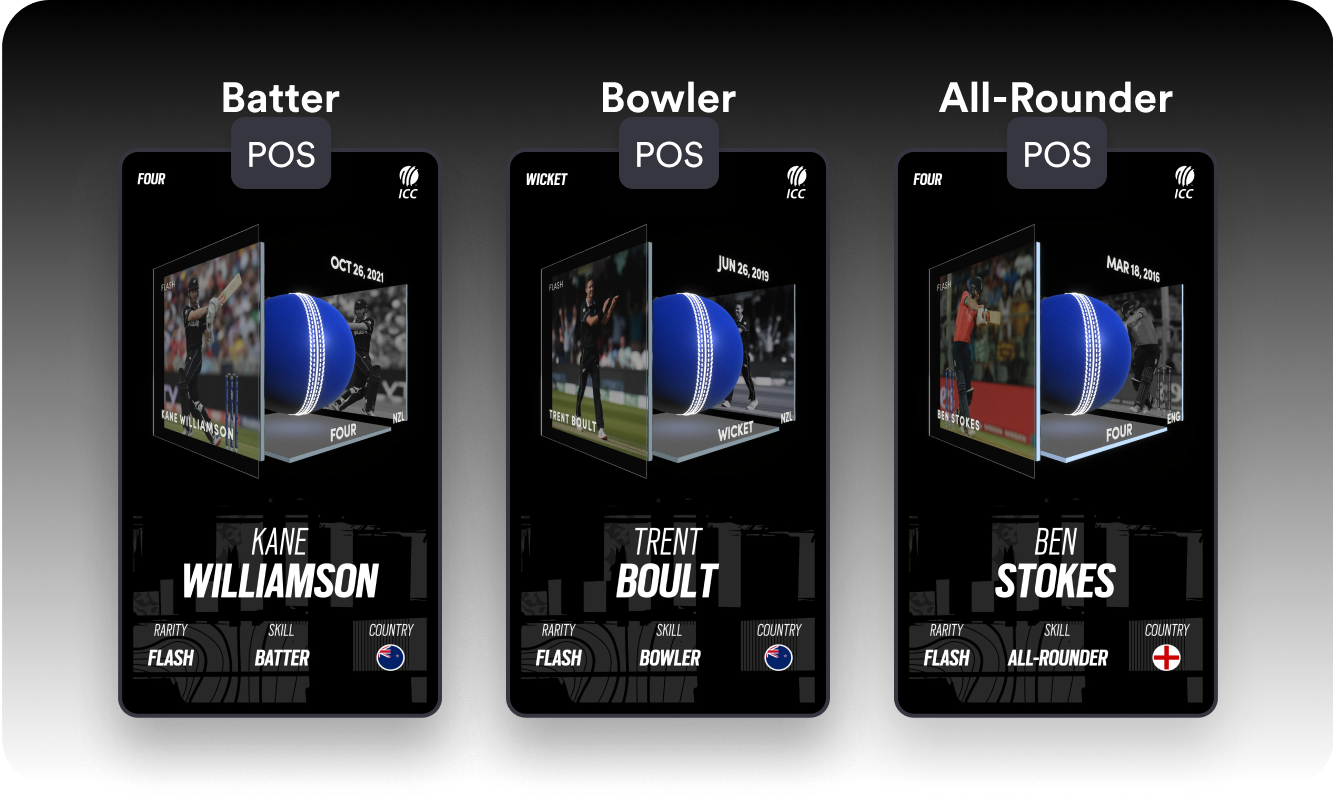 Batter
POS
FOUR
ICC
OCT 26, 2021
FLASH
KANE WILLIAMSON
NZL
FOUR
KANE
WILLIAMSON
RARITY
SKILL
COUNTRY
FLASH
BATTER
Bowler
POS
WICKET
ICC
JUN 26, 2019
FLASH
TRENT BOULT
NZL
WICKET
TRENT
BOULT
RARITY
SKILL
COUNTRY
FLASH
BOWLER
All-Rounder
POS
FOUR
ICC
MAR 18, 2016
FLASH
BEN STOKES
ENG
FOUR
BEN
STOKES
RARITY
SKILL
COUNTRY
FLASH
ALL-ROUNDER